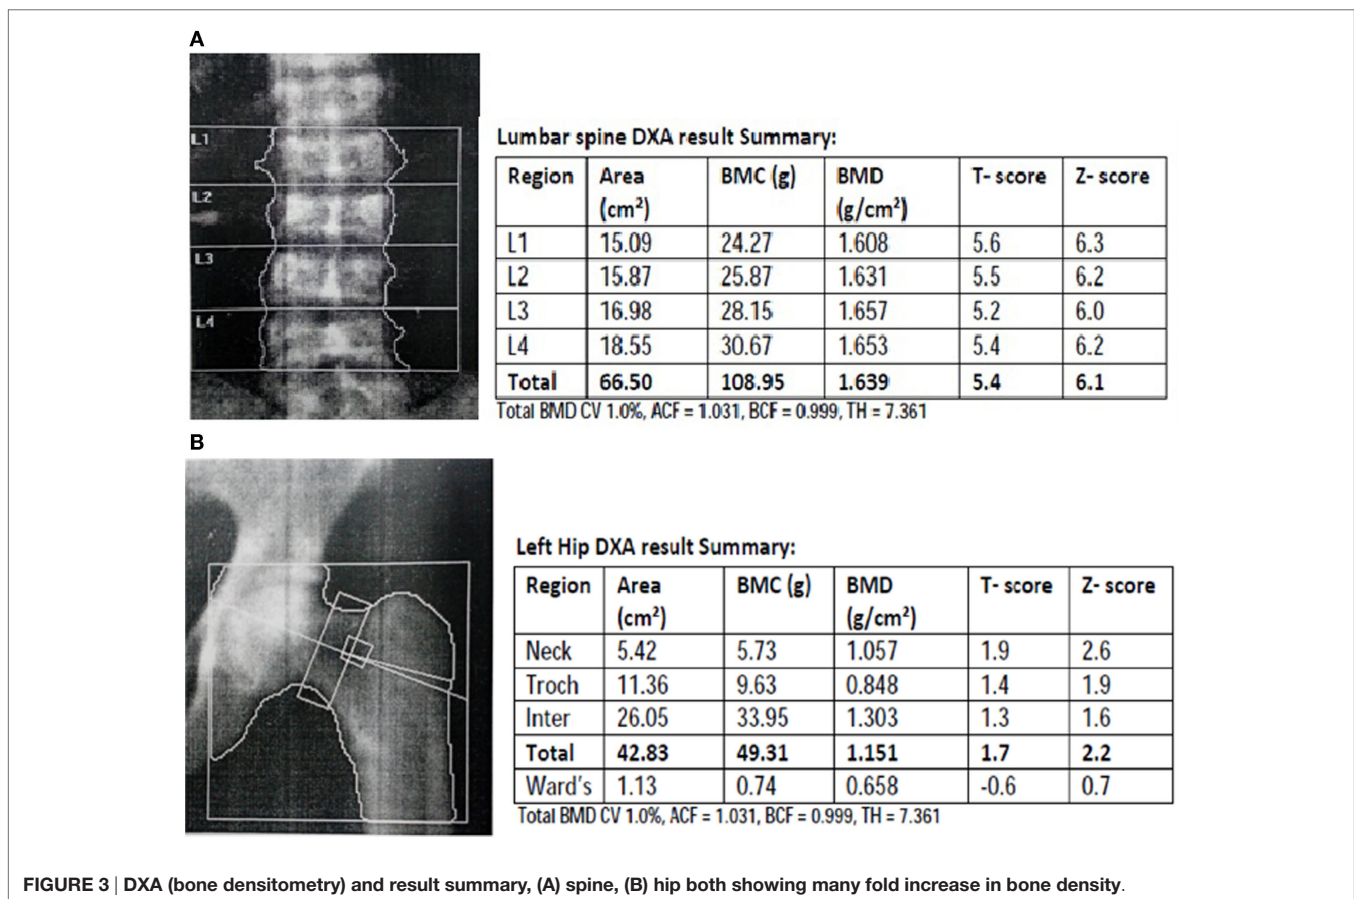 A
L1
L2
L3
L4
Lumbar spine DXA result Summary:
Region Area (cm²) BMC (g) BMD (g/cm²) T- score Z- score
L1 15.09 24.27 1.608 5.6 6.3
L2 15.87 25.87 1.631 5.5 6.2
L3 16.98 28.15 1.657 5.2 6.0
L4 18.55 30.67 1.653 5.4 6.2
Total 66.50 108.95 1.639 5.4 6.1
Total BMD CV 1.0%, ACF = 1.031, BCF = 0.999, TH = 7.361
B
Left Hip DXA result Summary:
Region Area (cm²) BMC (g) BMD (g/cm²) T- score Z- score
Neck 5.42 5.73 1.057 1.9 2.6
Troch 11.36 9.63 0.848 1.4 1.9
Inter 26.05 33.95 1.303 1.3 1.6
Total 42.83 49.31 1.151 1.7 2.2
Ward's 1.13 0.74 0.658 -0.6 0.7
Total BMD CV 1.0%, ACF = 1.031, BCF = 0.999, TH = 7.361
FIGURE 3 | DXA (bone densitometry) and result summary, (A) spine, (B) hip both showing many fold increase in bone density.